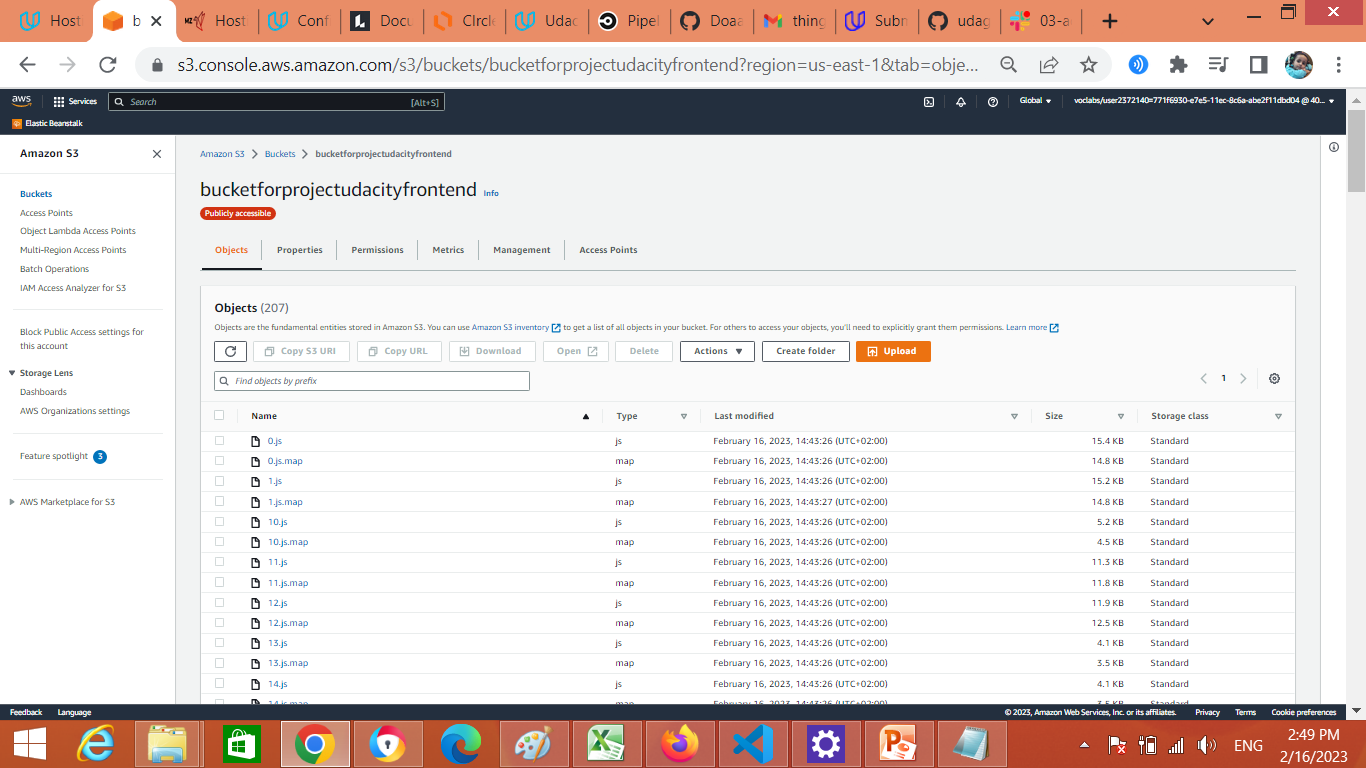 Host
b
Host
Conf
Docu
CIrcle
Udac
Pipel
Doaa
thing
Subm
udag
03-a
s3.console.aws.amazon.com/s3/buckets/bucketforprojectudacityfrontend?region=us-east-1&tab=obje...
aws Services Search [Alt+S] Global voclabs/user2372140=771f6930-e7e5-11ec-8c6a-abe2f11dbd04 @ 40...
Elastic Beanstalk
Amazon S3
Buckets
Access Points
Object Lambda Access Points
Multi-Region Access Points
Batch Operations
IAM Access Analyzer for S3
Block Public Access settings for
this account
Storage Lens
Dashboards
AWS Organizations settings
Feature spotlight 3
AWS Marketplace for S3
Amazon S3 Buckets bucketforprojectudacityfrontend
bucketforprojectudacityfrontend Info
Publicly accessible
Objects Properties Permissions Metrics Management Access Points
Objects (207)
Objects are the fundamental entities stored in Amazon S3. You can use Amazon S3 inventory to get a list of all objects in your bucket. For others to access your objects, you'll need to explicitly grant them permissions. Learn more
Copy S3 URI Copy URL Download Open Delete Actions Create folder Upload
Find objects by prefix 1
Name Type Last modified Size Storage class
0.js js February 16, 2023, 14:43:26 (UTC+02:00) 15.4 KB Standard
0.js.map map February 16, 2023, 14:43:26 (UTC+02:00) 14.8 KB Standard
1.js js February 16, 2023, 14:43:26 (UTC+02:00) 15.2 KB Standard
1.js.map map February 16, 2023, 14:43:27 (UTC+02:00) 14.8 KB Standard
10.js js February 16, 2023, 14:43:26 (UTC+02:00) 5.2 KB Standard
10.js.map map February 16, 2023, 14:43:26 (UTC+02:00) 4.5 KB Standard
11.js js February 16, 2023, 14:43:26 (UTC+02:00) 11.3 KB Standard
11.js.map map February 16, 2023, 14:43:26 (UTC+02:00) 11.8 KB Standard
12.js js February 16, 2023, 14:43:26 (UTC+02:00) 11.9 KB Standard
12.js.map map February 16, 2023, 14:43:26 (UTC+02:00) 12.5 KB Standard
13.js js February 16, 2023, 14:43:26 (UTC+02:00) 4.1 KB Standard
13.js.map map February 16, 2023, 14:43:26 (UTC+02:00) 3.5 KB Standard
14.js js February 16, 2023, 14:43:26 (UTC+02:00) 4.1 KB Standard
Feedback Language © 2023, Amazon Web Services, Inc. or its affiliates. Privacy Terms Cookie preferences
ENG
2:49 PM
2/16/2023